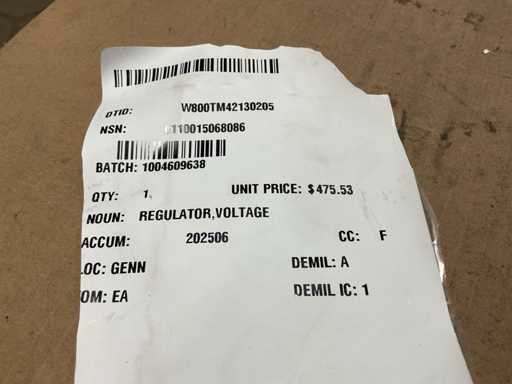 DTID: W800TM42130205
NSN: 6110015068086
BATCH: 1004609638
QTY: 1 UNIT PRICE: $475.53
NOUN: REGULATOR,VOLTAGE
ACCUM: 202506 CC: F
LOC: GENN DEMIL: A
OM: EA DEMIL IC: 1